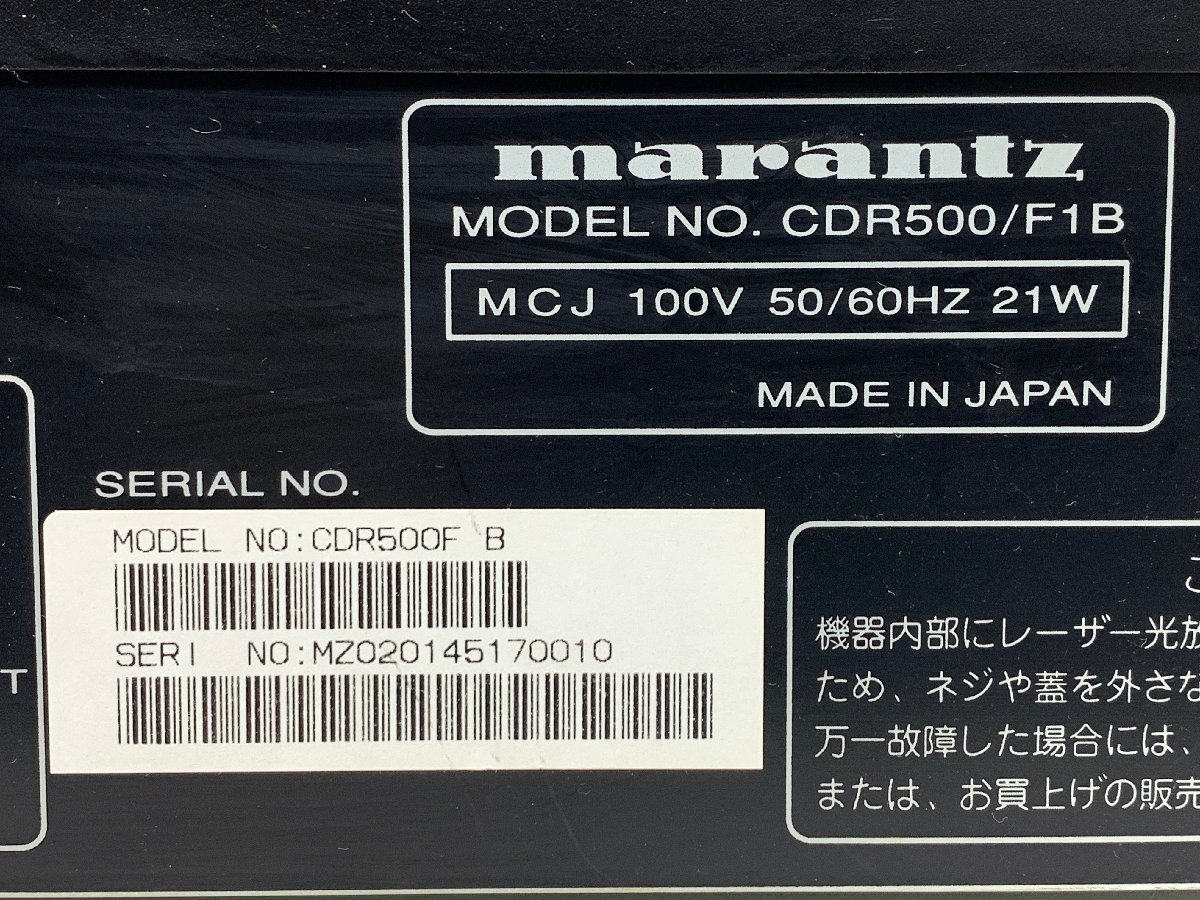 marantz
MODEL NO. CDR500/F1B
MCJ 100V 50/60HZ 21W
MADE IN JAPAN
SERIAL NO.
MODEL NO:CDR500F B
SERI NO:MZ020145170010
T
機器内部にレーザー光放
ため、ネジや蓋を外さな
万一故障した場合には、
または、お買上げの販売